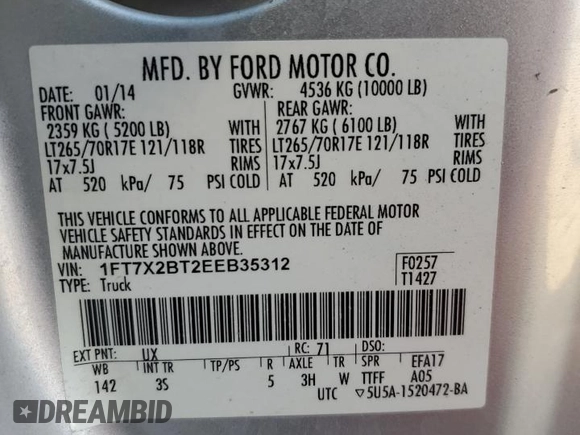 MFD. BY FORD MOTOR CO.
DATE: 01/14 GVWR: 4536 KG (10000 LB)
FRONT GAWR: REAR GAWR:
2359 KG (5200 LB) WITH 2767 KG (6100 LB) WITH
LT265/70R17E 121/118R TIRES LT265/70R17E 121/118R TIRES
17x7.5J RIMS 17x7.5J RIMS
AT 520 kPa/ 75 PSI COLD AT 520 kPa/ 75 PSI COLD
THIS VEHICLE CONFORMS TO ALL APPLICABLE FEDERAL MOTOR
VEHICLE SAFETY STANDARDS IN EFFECT ON THE DATE OF
MANUFACTURE SHOWN ABOVE.
VIN: 1FT7X2BT2EEB35312 F0257
TYPE: Truck T1427
EXT PNT: UX RC: 71 DSO:
WB INT TR TP/PS R AXLE TR SPR EFA17
142 3S 5 3H W TTFF A05
UTC ▽5U5A-1520472-BA
DREAMBID